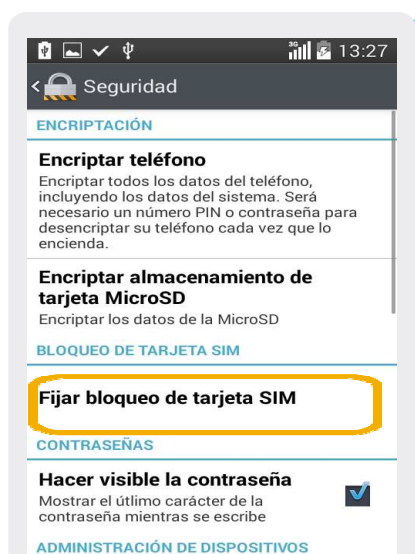 3G 13:27
< Seguridad
ENCRIPTACIÓN
Encriptar teléfono
Encriptar todos los datos del teléfono,
incluyendo los datos del sistema. Será
necesario un número PIN o contraseña para
desencriptar su teléfono cada vez que lo
encienda.
Encriptar almacenamiento de
tarjeta MicroSD
Encriptar los datos de la MicroSD
BLOQUEO DE TARJETA SIM
Fijar bloqueo de tarjeta SIM
CONTRASEÑAS
Hacer visible la contraseña
Mostrar el útlimo carácter de la
contraseña mientras se escribe
ADMINISTRACIÓN DE DISPOSITIVOS